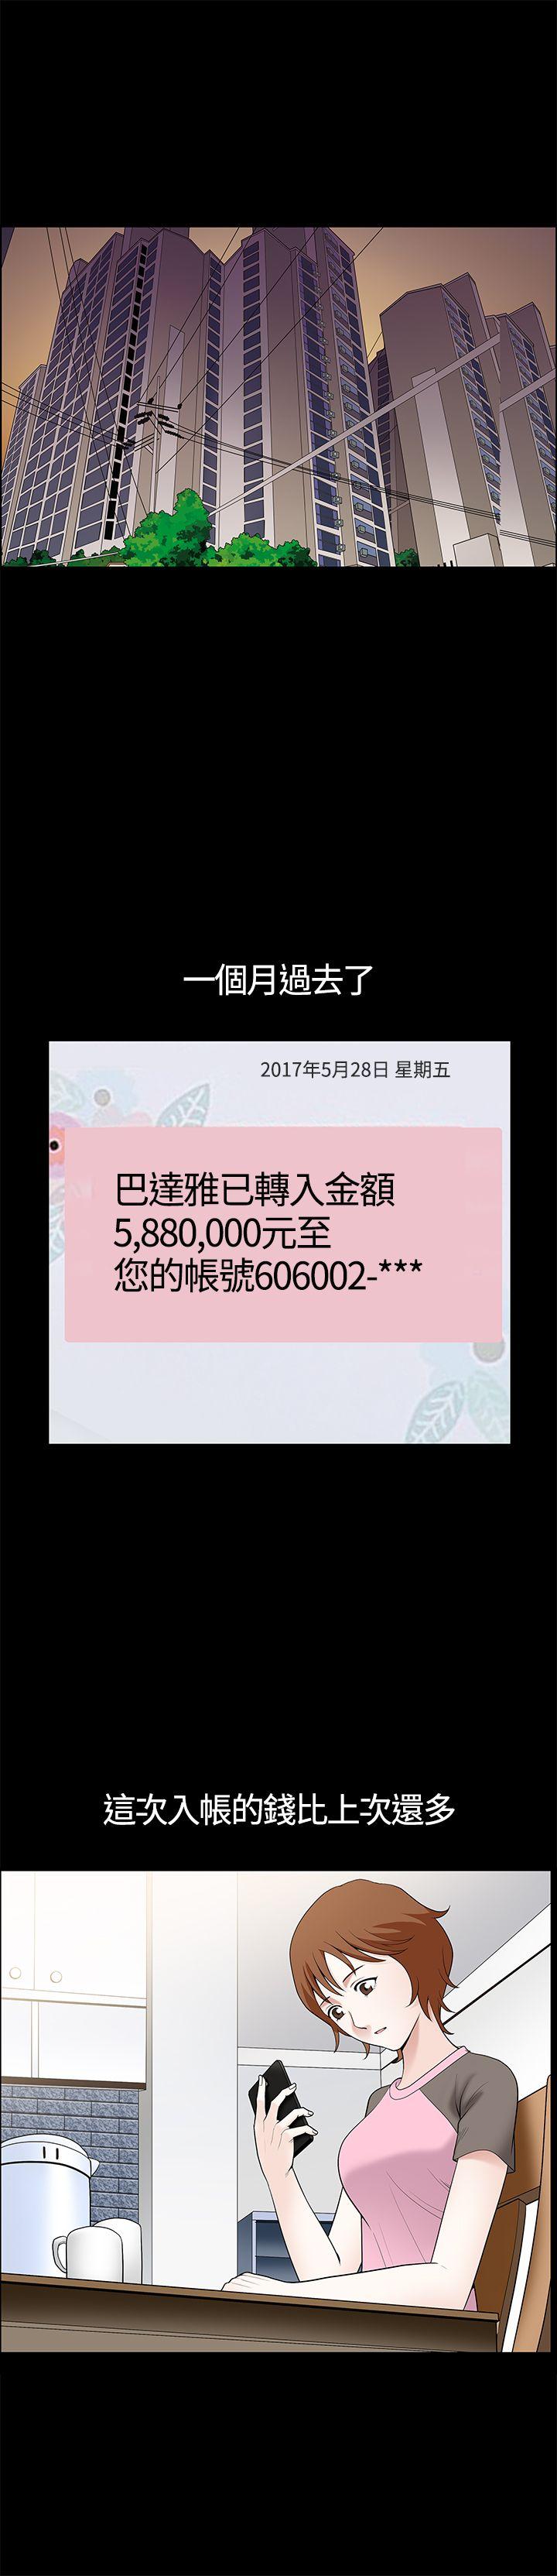 一個月過去了
2017年5月28日 星期五
巴達雅已轉入金額
5,880,000元至
您的帳號606002-***
這次入帳的錢比上次還多